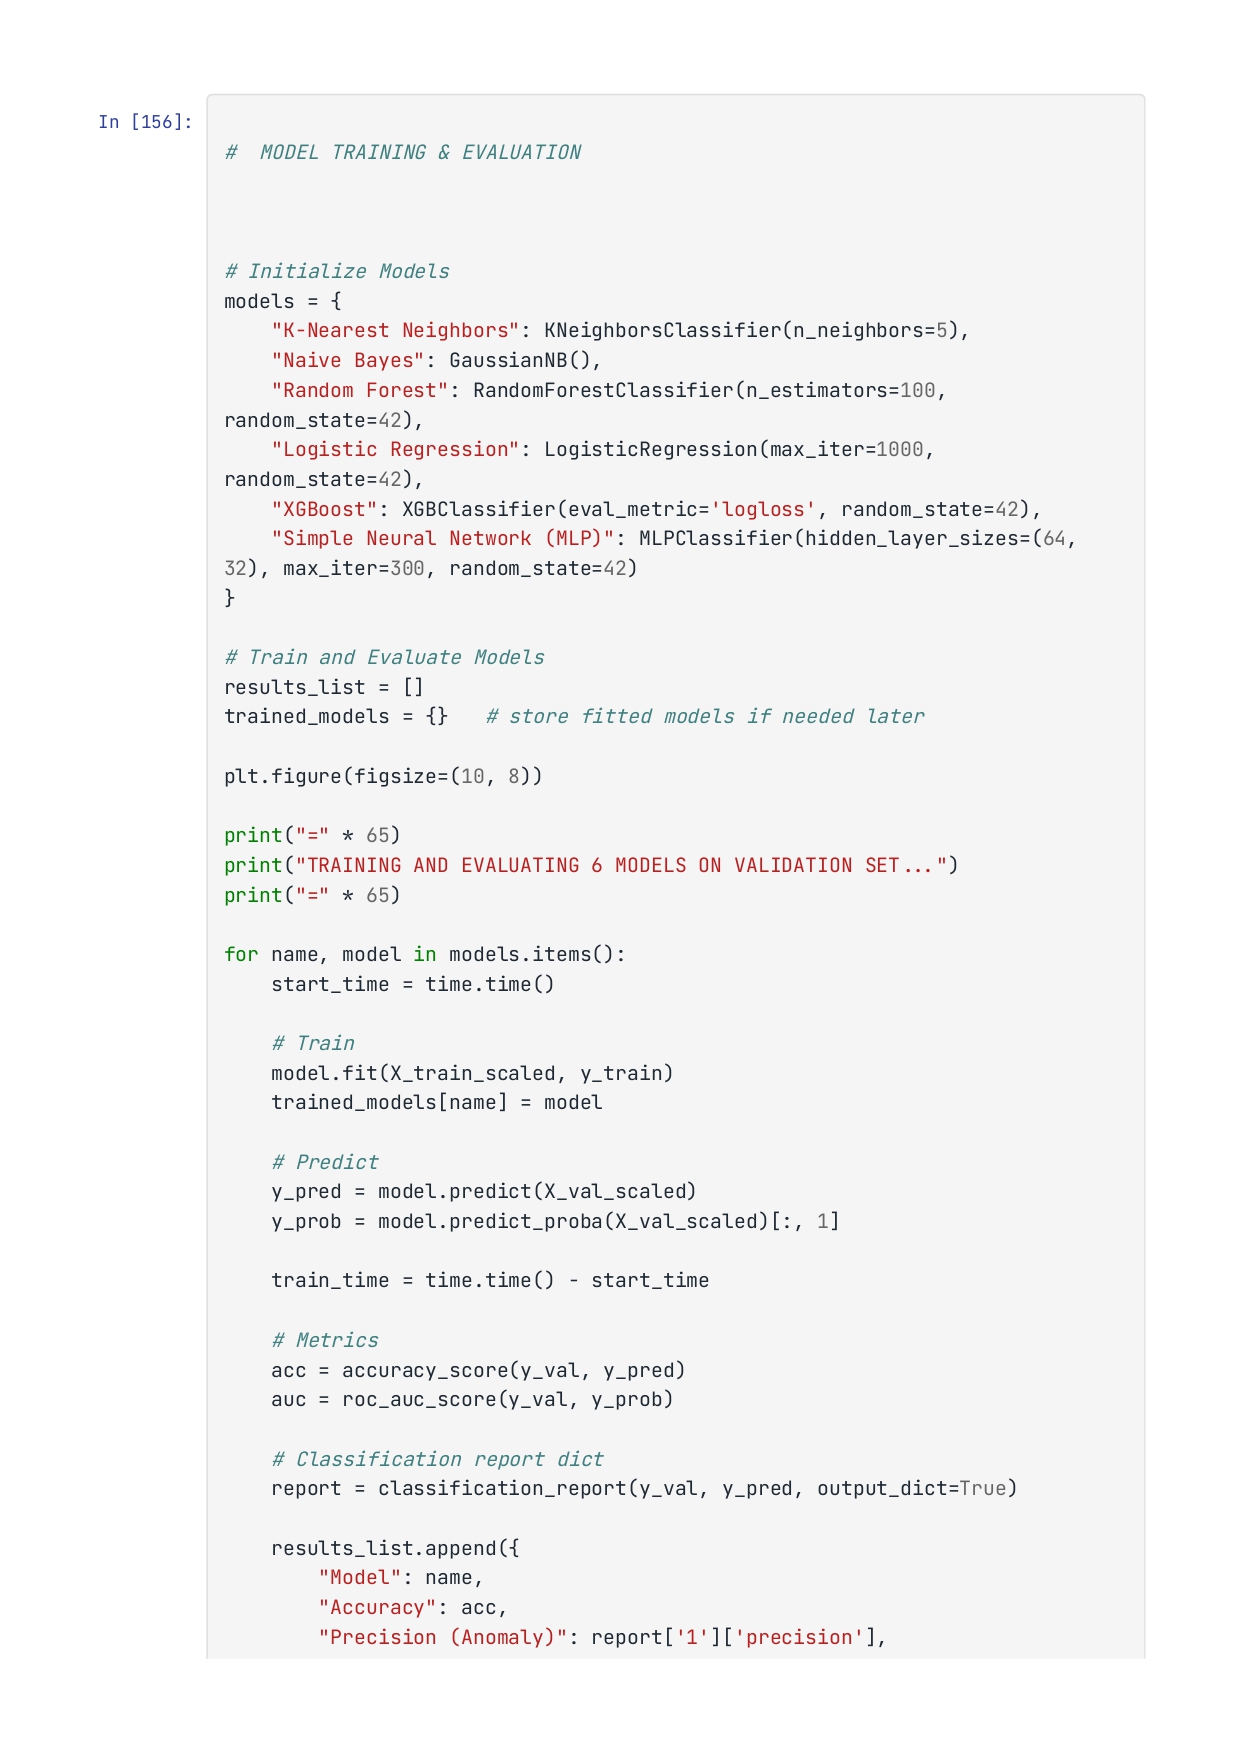 In [156]:
#  MODEL TRAINING & EVALUATION
# Initialize Models
models = {
    "K-Nearest Neighbors": KNeighborsClassifier(n_neighbors=5),
    "Naive Bayes": GaussianNB(),
    "Random Forest": RandomForestClassifier(n_estimators=100,
random_state=42),
    "Logistic Regression": LogisticRegression(max_iter=1000,
random_state=42),
    "XGBoost": XGBClassifier(eval_metric='logloss', random_state=42),
    "Simple Neural Network (MLP)": MLPClassifier(hidden_layer_sizes=(64,
32), max_iter=300, random_state=42)
}
# Train and Evaluate Models
results_list = []
trained_models = {}   # store fitted models if needed later
plt.figure(figsize=(10, 8))
print("=" * 65)
print("TRAINING AND EVALUATING 6 MODELS ON VALIDATION SET...")
print("=" * 65)
for name, model in models.items():
    start_time = time.time()
    # Train
    model.fit(X_train_scaled, y_train)
    trained_models[name] = model
    # Predict
    y_pred = model.predict(X_val_scaled)
    y_prob = model.predict_proba(X_val_scaled)[:, 1]
    train_time = time.time() - start_time
    # Metrics
    acc = accuracy_score(y_val, y_pred)
    auc = roc_auc_score(y_val, y_prob)
    # Classification report dict
    report = classification_report(y_val, y_pred, output_dict=True)
    results_list.append({
        "Model": name,
        "Accuracy": acc,
        "Precision (Anomaly)": report['1']['precision'],